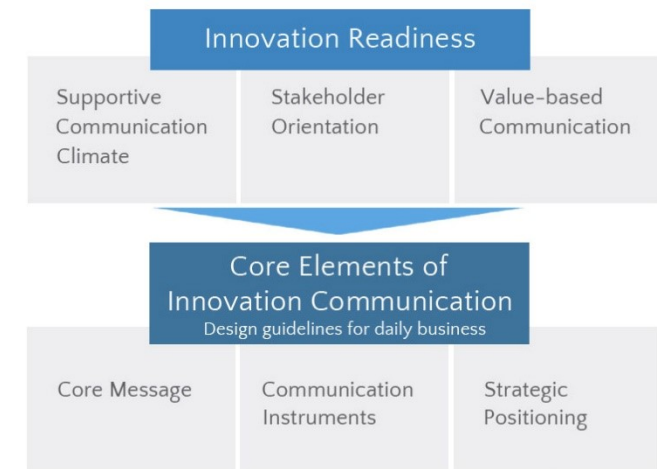 Innovation Readiness
Supportive
Communication
Climate
Stakeholder
Orientation
Value-based
Communication
Core Elements of
Innovation Communication
Design guidelines for daily business
Core Message
Communication
Instruments
Strategic
Positioning